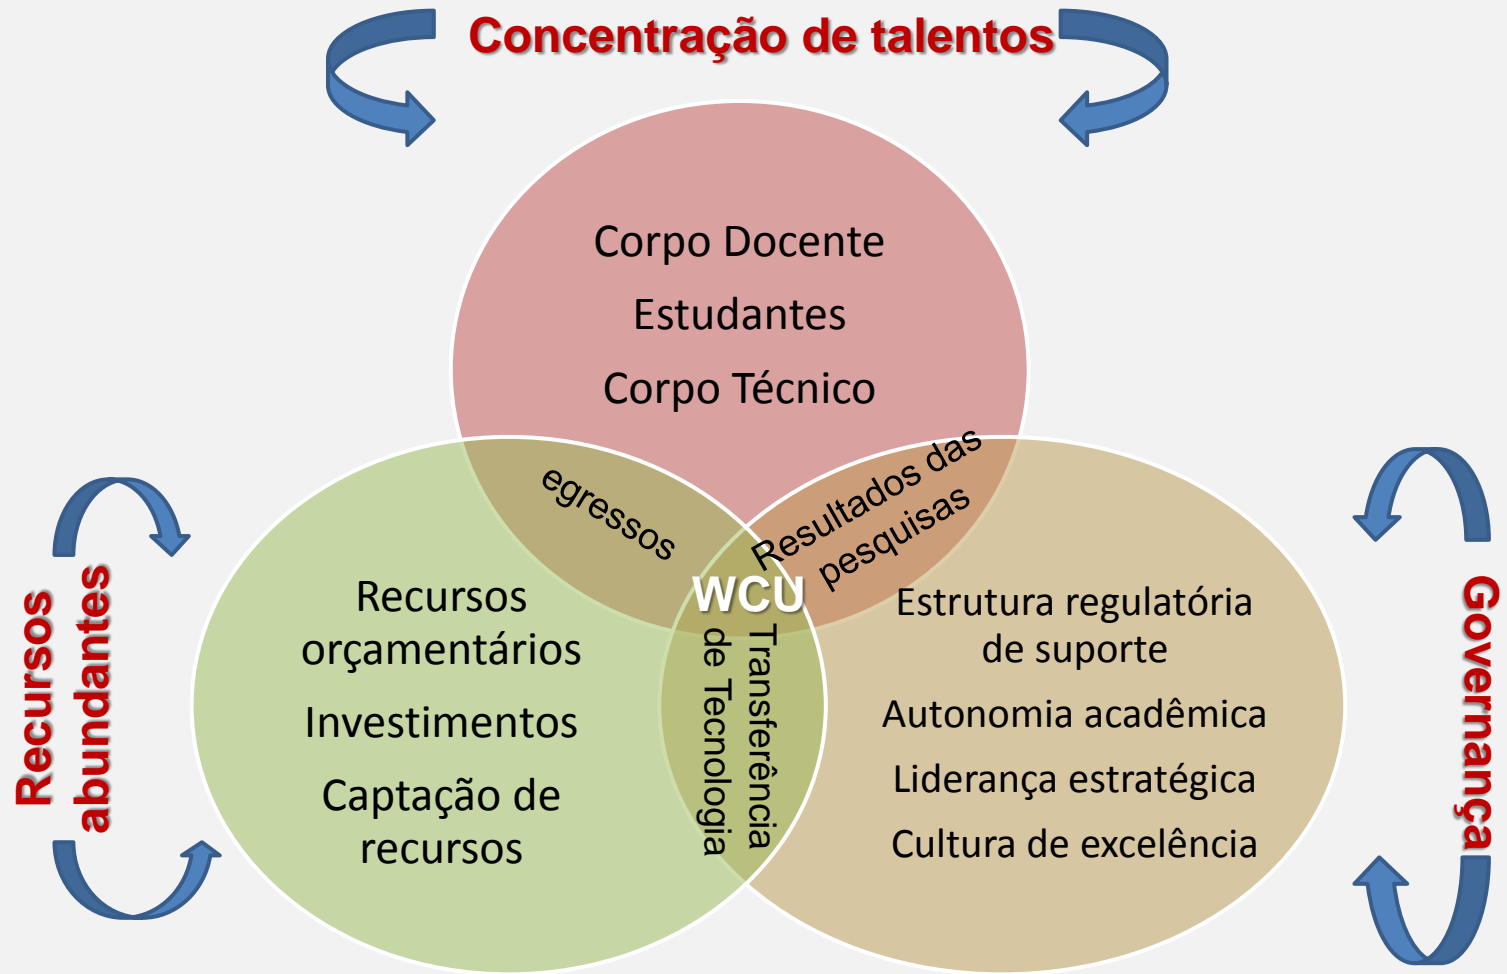 Concentração de talentos
Corpo Docente
Estudantes
Corpo Técnico
egressos
Resultados das
pesquisas
WCU
Transferência
de Tecnologia
Recursos
abundantes
Recursos
orçamentários
Investimentos
Captação de
recursos
Estrutura regulatória
de suporte
Autonomia acadêmica
Liderança estratégica
Cultura de excelência
Governança